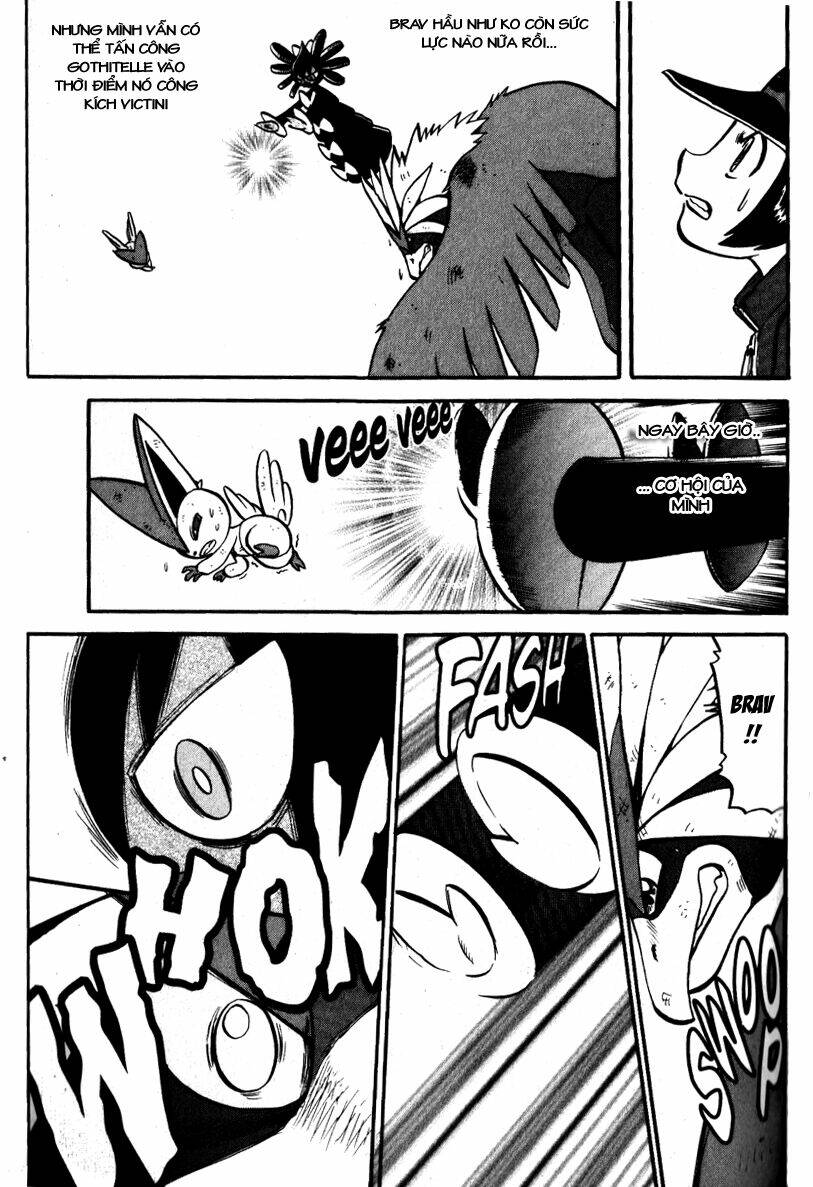 BRAV HẦU NHƯ KO CÒN SỨC
LỰC NÀO NỮA RỒI...
NHƯNG MÌNH VẪN CÓ
THỂ TẤN CÔNG
GOTHITELLE VÀO
THỜI ĐIỂM NÓ CÔNG
KÍCH VICTINI
NGAY BÂY GIỜ..
... CƠ HỘI CỦA
MÌNH
VEEE VEEE
BRAV
!!
SWOOP
FASH
WHOK